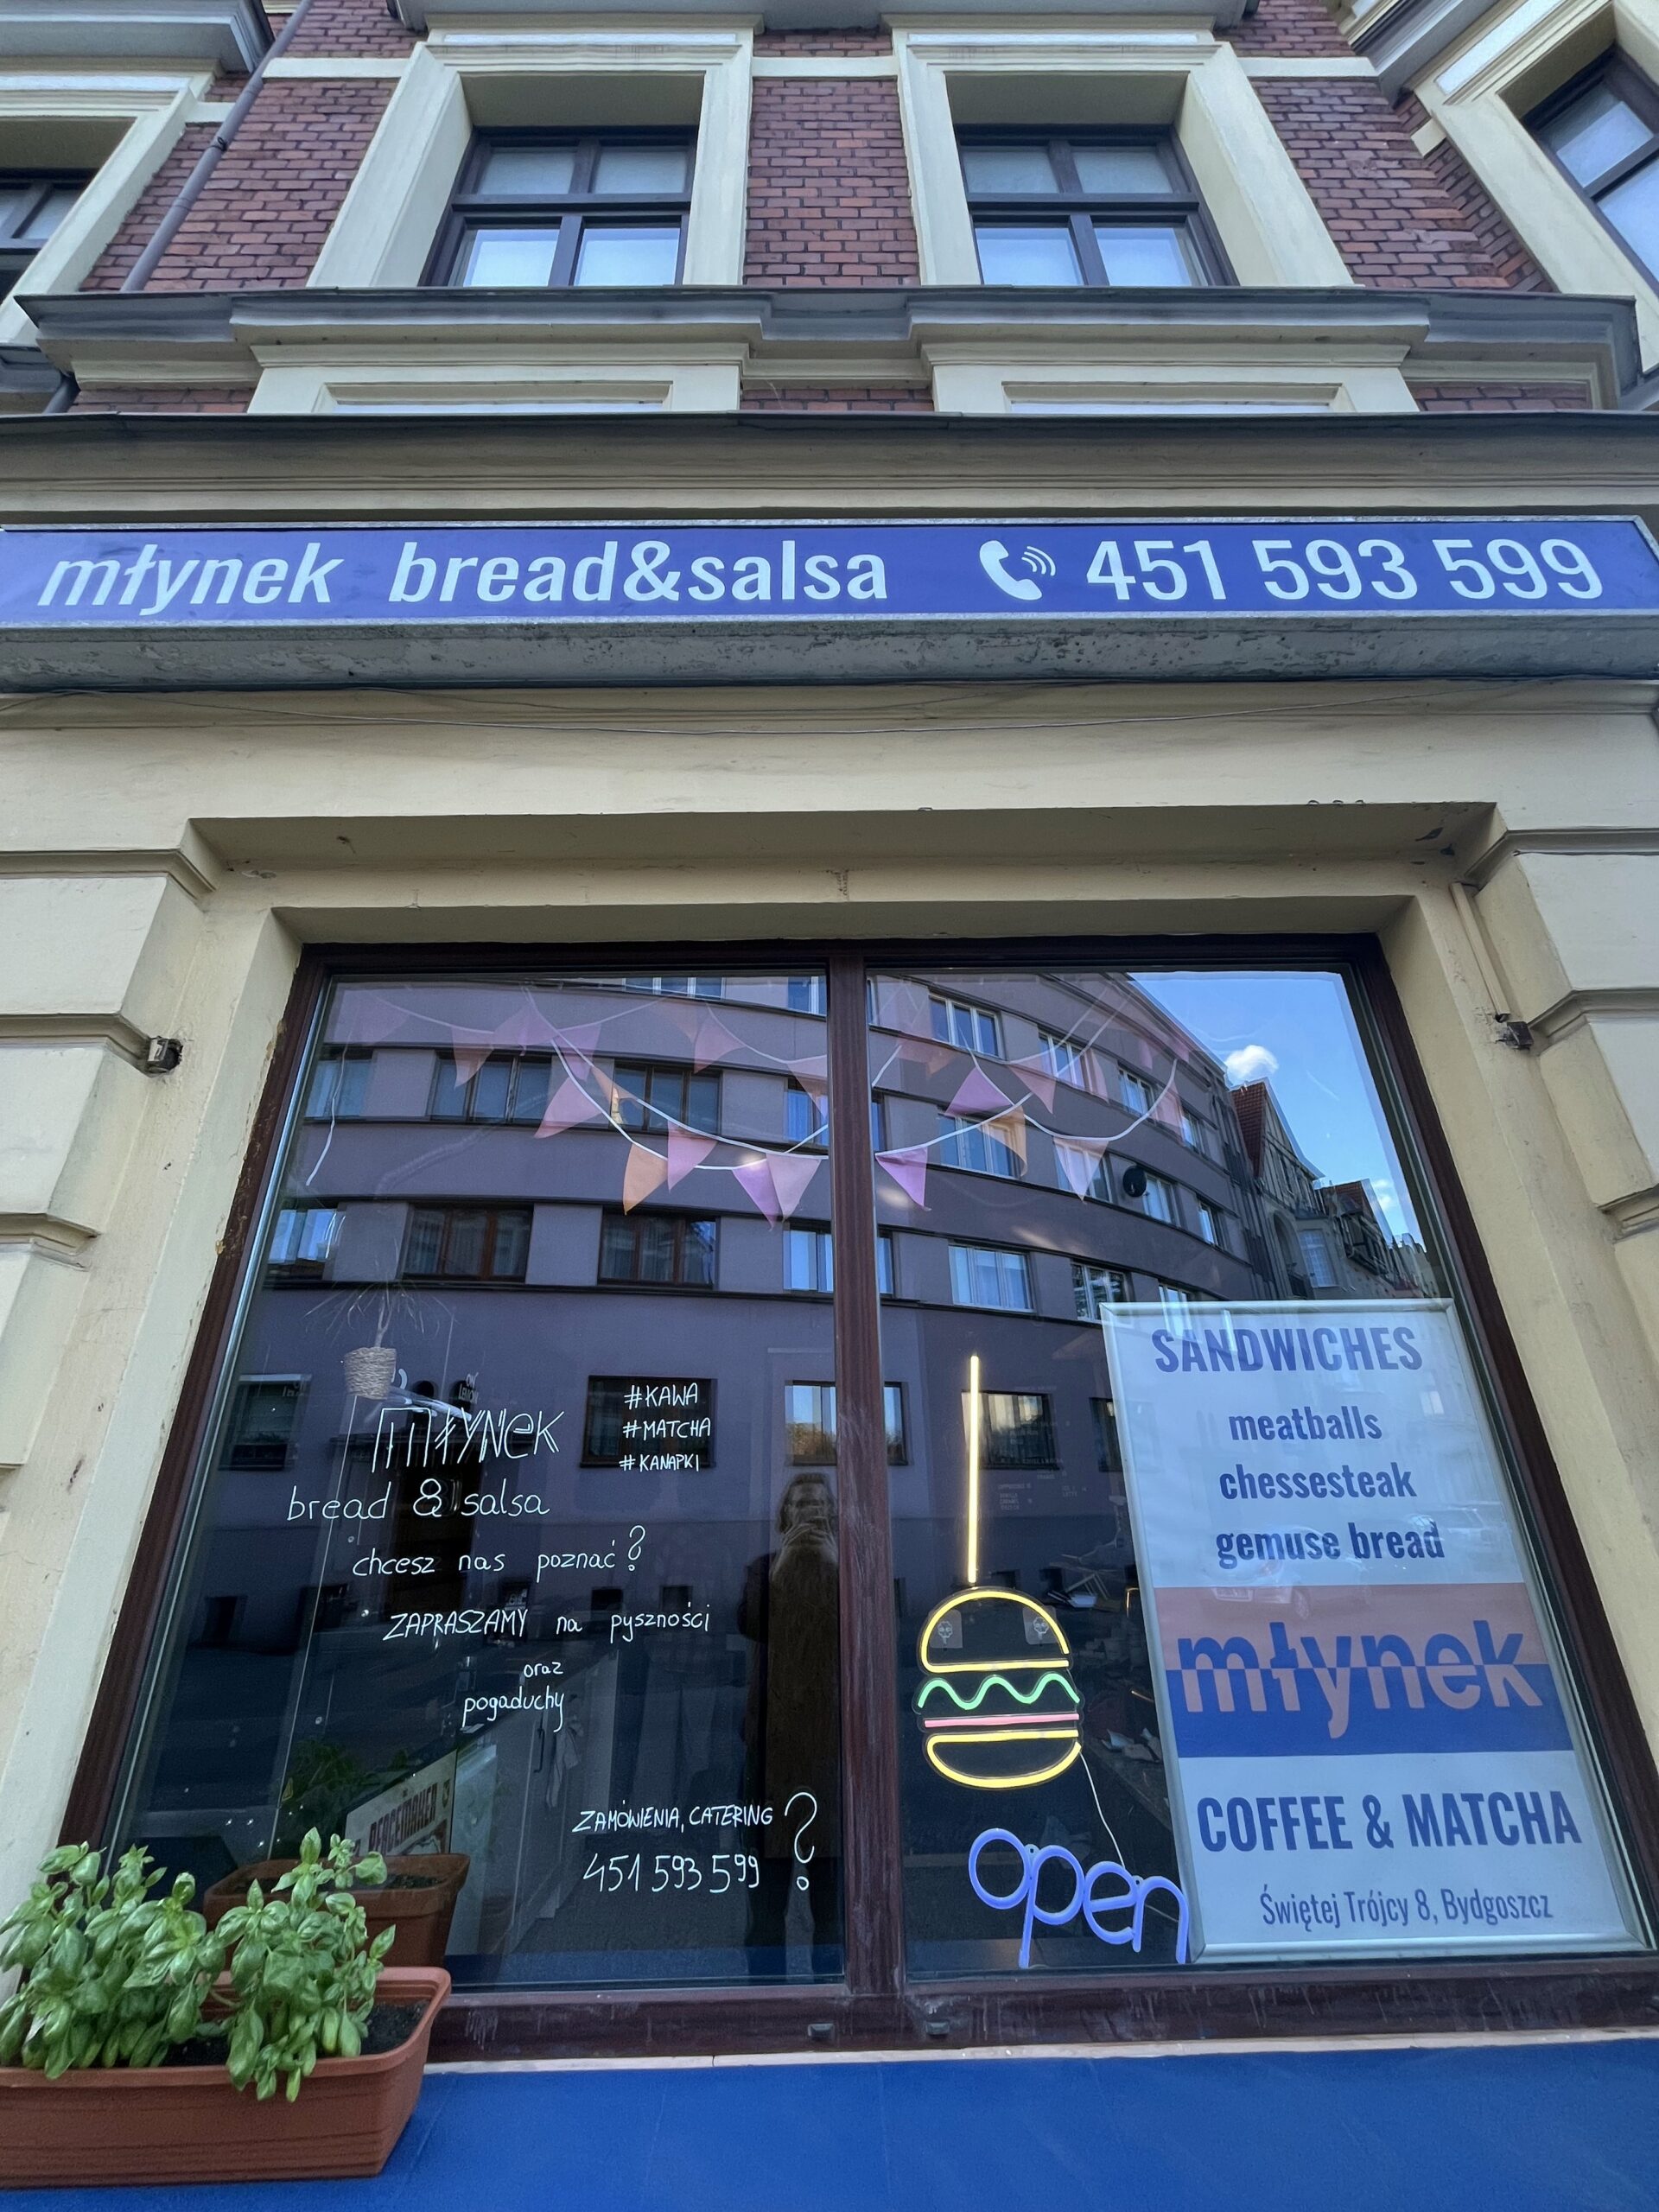 młynek bread&salsa 451 593 599
młynek
bread & salsa
#KAWA
#MATCHA
#KANAPKI
chcesz nas poznać?
ZAPRASZAMY na pyszności
oraz
pogaduchy
ZAMÓWIENIA, CATERING ?
451 593 599
open
SANDWICHES
meatballs
chessesteak
gemuse bread
młynek
COFFEE & MATCHA
Świętej Trójcy 8, Bydgoszcz